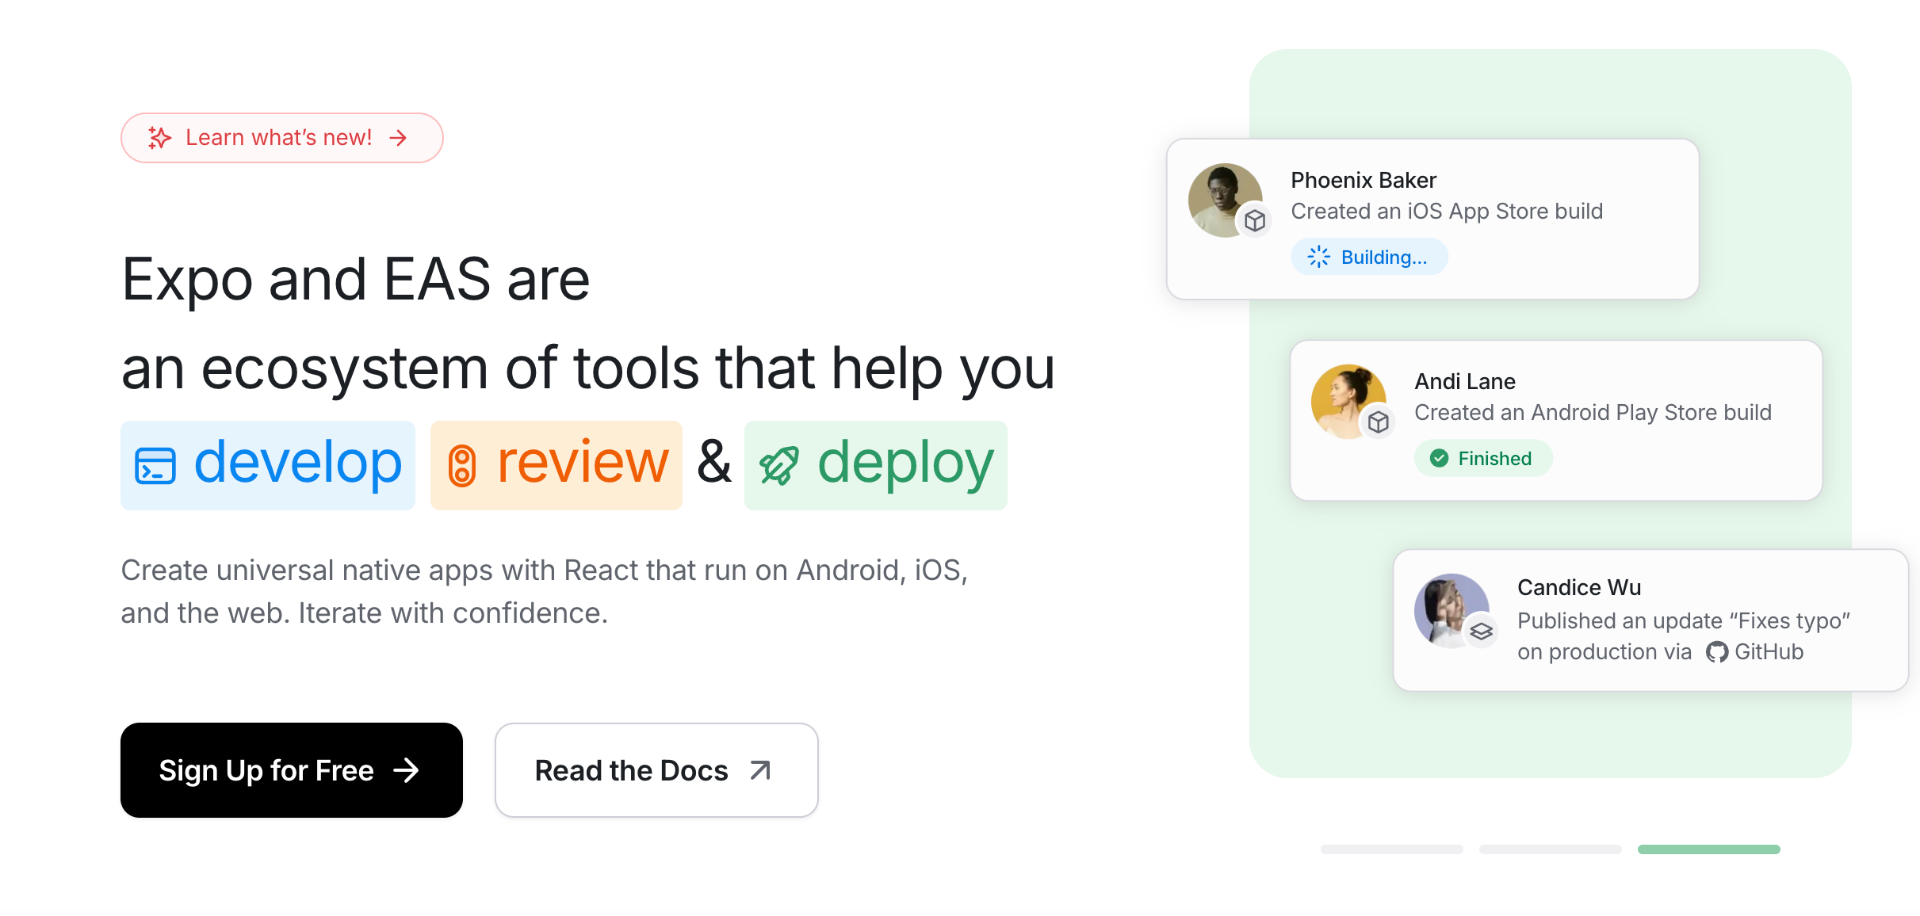 Learn what’s new!
Expo and EAS are
an ecosystem of tools that help you
develop review & deploy
Create universal native apps with React that run on Android, iOS,
and the web. Iterate with confidence.
Sign Up for Free
Read the Docs
Phoenix Baker
Created an iOS App Store build
Building...
Andi Lane
Created an Android Play Store build
Finished
Candice Wu
Published an update “Fixes typo”
on production via GitHub